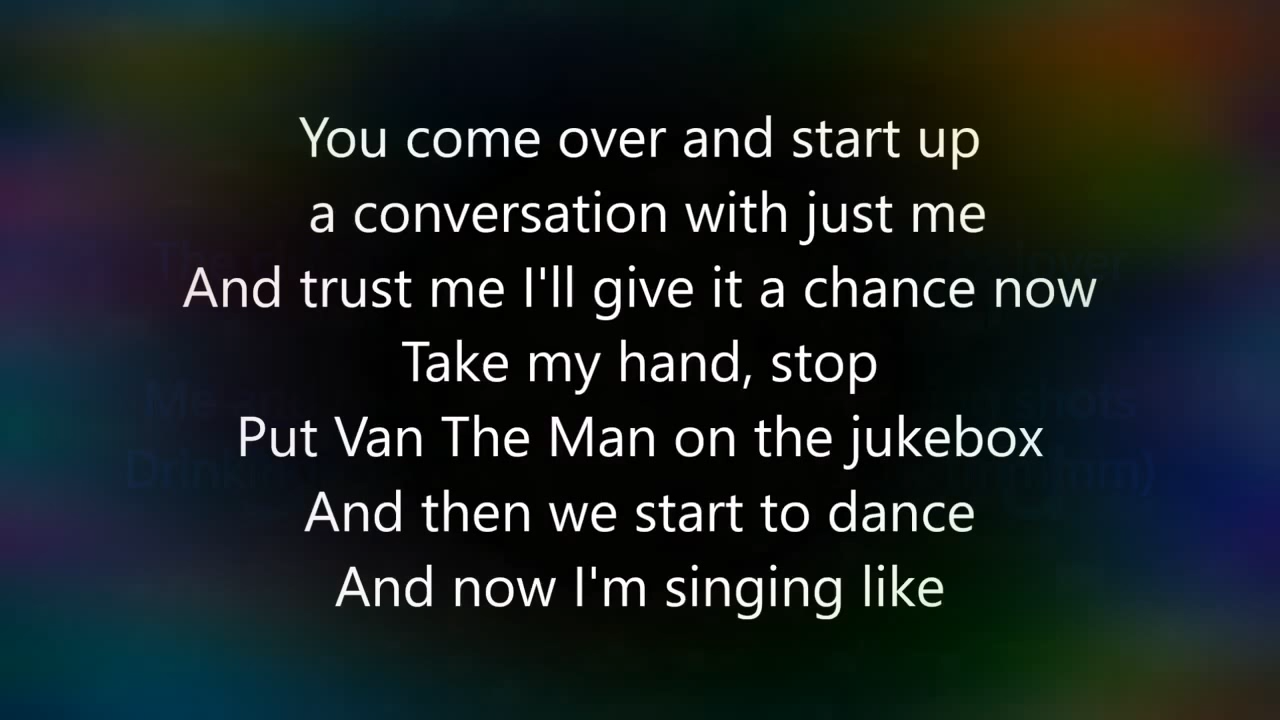 You come over and start up
a conversation with just me
And trust me I'll give it a chance now
Take my hand, stop
Put Van The Man on the jukebox
And then we start to dance
And now I'm singing like